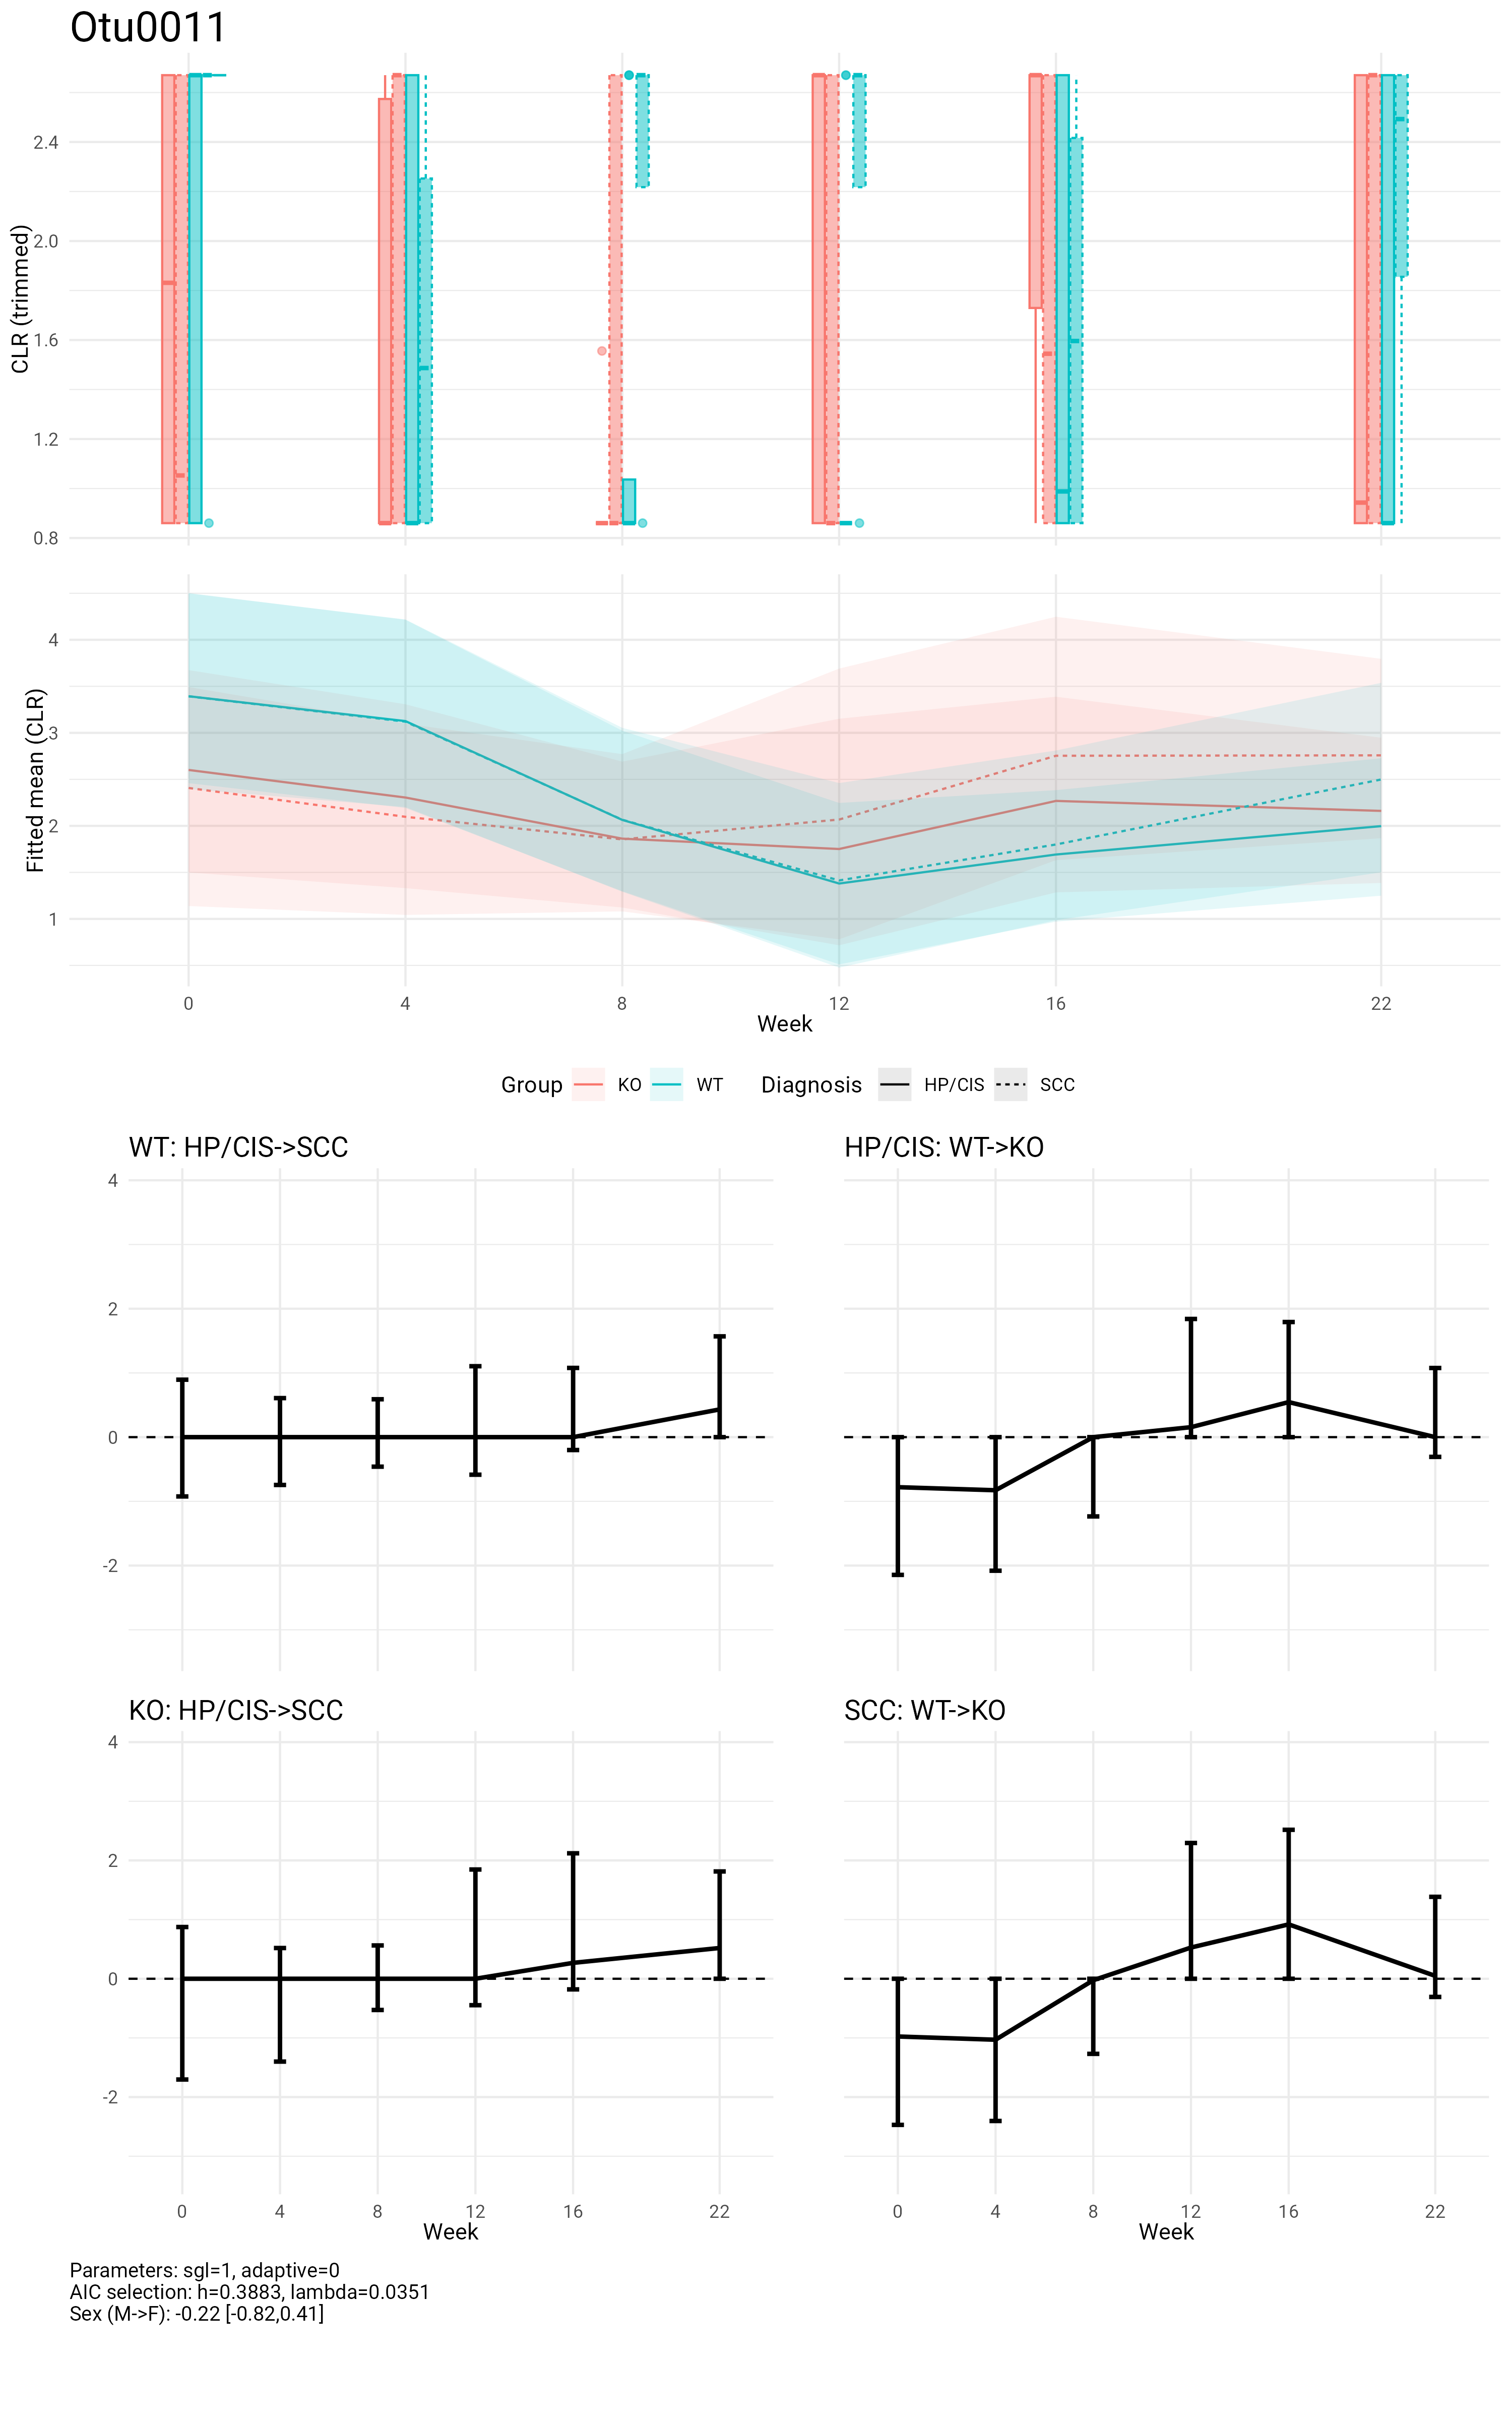 Otu0011
CLR (trimmed)
2.4
2.0
1.6
1.2
0.8
Fitted mean (CLR)
4
3
2
1
0 4 8 12 16 22
Week
Group KO WT Diagnosis HP/CIS SCC
WT: HP/CIS->SCC HP/CIS: WT->KO
4
2
0
-2
KO: HP/CIS->SCC SCC: WT->KO
4
2
0
-2
0 4 8 12 16 22 0 4 8 12 16 22
Week Week
Parameters: sgl=1, adaptive=0
AIC selection: h=0.3883, lambda=0.0351
Sex (M->F): -0.22 [-0.82,0.41]